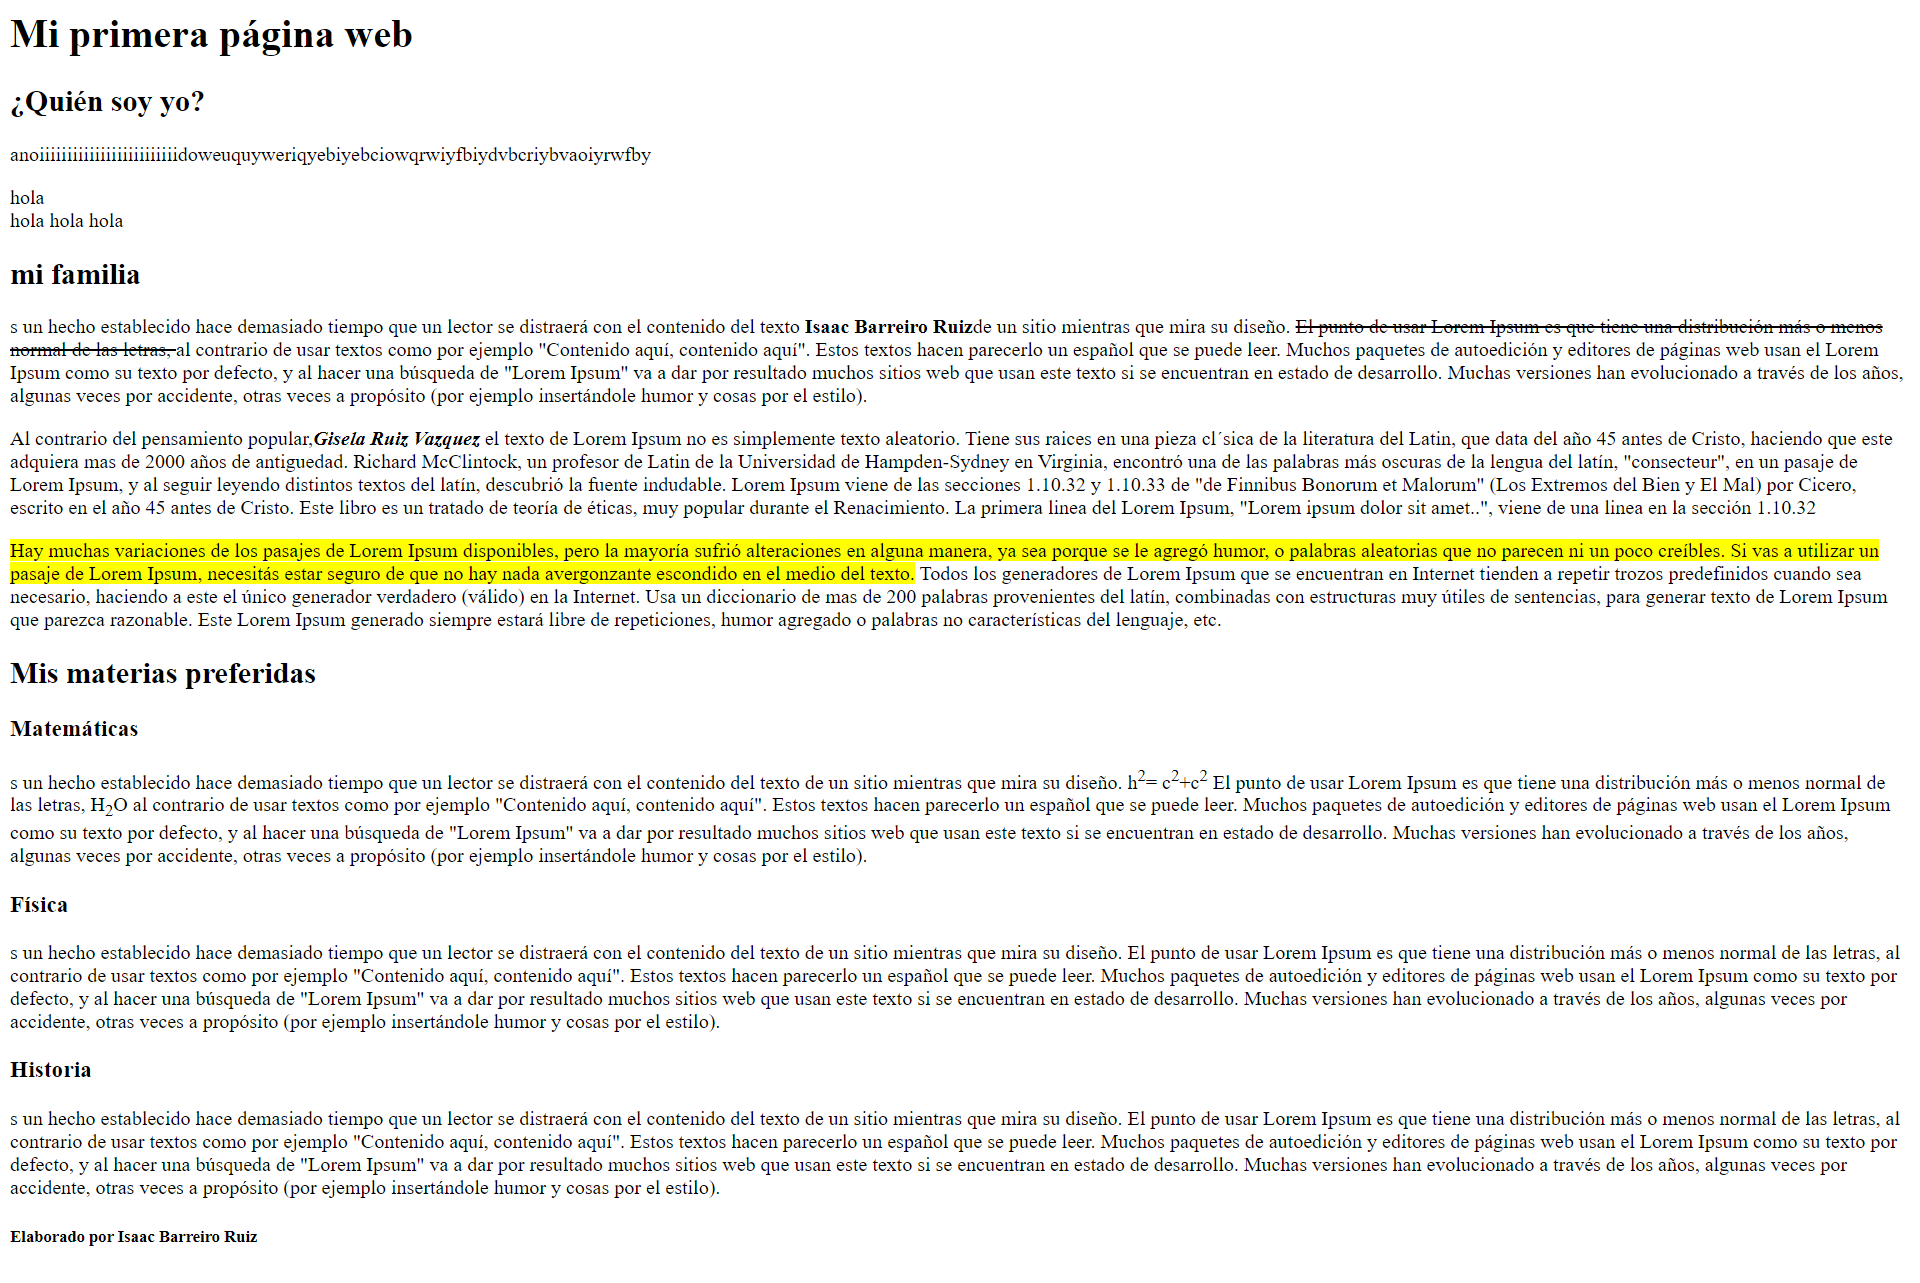 Mi primera página web
¿Quién soy yo?
anoiiiiiiiiiiiiiiiiiiiiiiiiidoweuquyweriqyebiyebciowqrwiyfbiydvbcriybvaoiyrwfby
hola
hola hola hola
mi familia
s un hecho establecido hace demasiado tiempo que un lector se distraerá con el contenido del texto Isaac Barreiro Ruizde un sitio mientras que mira su diseño. El punto de usar Lorem Ipsum es que tiene una distribución más o menos
normal de las letras, al contrario de usar textos como por ejemplo "Contenido aquí, contenido aquí". Estos textos hacen parecerlo un español que se puede leer. Muchos paquetes de autoedición y editores de páginas web usan el Lorem
Ipsum como su texto por defecto, y al hacer una búsqueda de "Lorem Ipsum" va a dar por resultado muchos sitios web que usan este texto si se encuentran en estado de desarrollo. Muchas versiones han evolucionado a través de los años,
algunas veces por accidente, otras veces a propósito (por ejemplo insertándole humor y cosas por el estilo).
Al contrario del pensamiento popular,Gisela Ruiz Vazquez el texto de Lorem Ipsum no es simplemente texto aleatorio. Tiene sus raices en una pieza cl´sica de la literatura del Latin, que data del año 45 antes de Cristo, haciendo que este
adquiera mas de 2000 años de antiguedad. Richard McClintock, un profesor de Latin de la Universidad de Hampden-Sydney en Virginia, encontró una de las palabras más oscuras de la lengua del latín, "consecteur", en un pasaje de
Lorem Ipsum, y al seguir leyendo distintos textos del latín, descubrió la fuente indudable. Lorem Ipsum viene de las secciones 1.10.32 y 1.10.33 de "de Finnibus Bonorum et Malorum" (Los Extremos del Bien y El Mal) por Cicero,
escrito en el año 45 antes de Cristo. Este libro es un tratado de teoría de éticas, muy popular durante el Renacimiento. La primera linea del Lorem Ipsum, "Lorem ipsum dolor sit amet..", viene de una linea en la sección 1.10.32
Hay muchas variaciones de los pasajes de Lorem Ipsum disponibles, pero la mayoría sufrió alteraciones en alguna manera, ya sea porque se le agregó humor, o palabras aleatorias que no parecen ni un poco creíbles. Si vas a utilizar un
pasaje de Lorem Ipsum, necesitás estar seguro de que no hay nada avergonzante escondido en el medio del texto. Todos los generadores de Lorem Ipsum que se encuentran en Internet tienden a repetir trozos predefinidos cuando sea
necesario, haciendo a este el único generador verdadero (válido) en la Internet. Usa un diccionario de mas de 200 palabras provenientes del latín, combinadas con estructuras muy útiles de sentencias, para generar texto de Lorem Ipsum
que parezca razonable. Este Lorem Ipsum generado siempre estará libre de repeticiones, humor agregado o palabras no características del lenguaje, etc.
Mis materias preferidas
Matemáticas
s un hecho establecido hace demasiado tiempo que un lector se distraerá con el contenido del texto de un sitio mientras que mira su diseño. h²= c²+c² El punto de usar Lorem Ipsum es que tiene una distribución más o menos normal de
las letras, H₂O al contrario de usar textos como por ejemplo "Contenido aquí, contenido aquí". Estos textos hacen parecerlo un español que se puede leer. Muchos paquetes de autoedición y editores de páginas web usan el Lorem Ipsum
como su texto por defecto, y al hacer una búsqueda de "Lorem Ipsum" va a dar por resultado muchos sitios web que usan este texto si se encuentran en estado de desarrollo. Muchas versiones han evolucionado a través de los años,
algunas veces por accidente, otras veces a propósito (por ejemplo insertándole humor y cosas por el estilo).
Física
s un hecho establecido hace demasiado tiempo que un lector se distraerá con el contenido del texto de un sitio mientras que mira su diseño. El punto de usar Lorem Ipsum es que tiene una distribución más o menos normal de las letras, al
contrario de usar textos como por ejemplo "Contenido aquí, contenido aquí". Estos textos hacen parecerlo un español que se puede leer. Muchos paquetes de autoedición y editores de páginas web usan el Lorem Ipsum como su texto por
defecto, y al hacer una búsqueda de "Lorem Ipsum" va a dar por resultado muchos sitios web que usan este texto si se encuentran en estado de desarrollo. Muchas versiones han evolucionado a través de los años, algunas veces por
accidente, otras veces a propósito (por ejemplo insertándole humor y cosas por el estilo).
Historia
s un hecho establecido hace demasiado tiempo que un lector se distraerá con el contenido del texto de un sitio mientras que mira su diseño. El punto de usar Lorem Ipsum es que tiene una distribución más o menos normal de las letras, al
contrario de usar textos como por ejemplo "Contenido aquí, contenido aquí". Estos textos hacen parecerlo un español que se puede leer. Muchos paquetes de autoedición y editores de páginas web usan el Lorem Ipsum como su texto por
defecto, y al hacer una búsqueda de "Lorem Ipsum" va a dar por resultado muchos sitios web que usan este texto si se encuentran en estado de desarrollo. Muchas versiones han evolucionado a través de los años, algunas veces por
accidente, otras veces a propósito (por ejemplo insertándole humor y cosas por el estilo).
Elaborado por Isaac Barreiro Ruiz